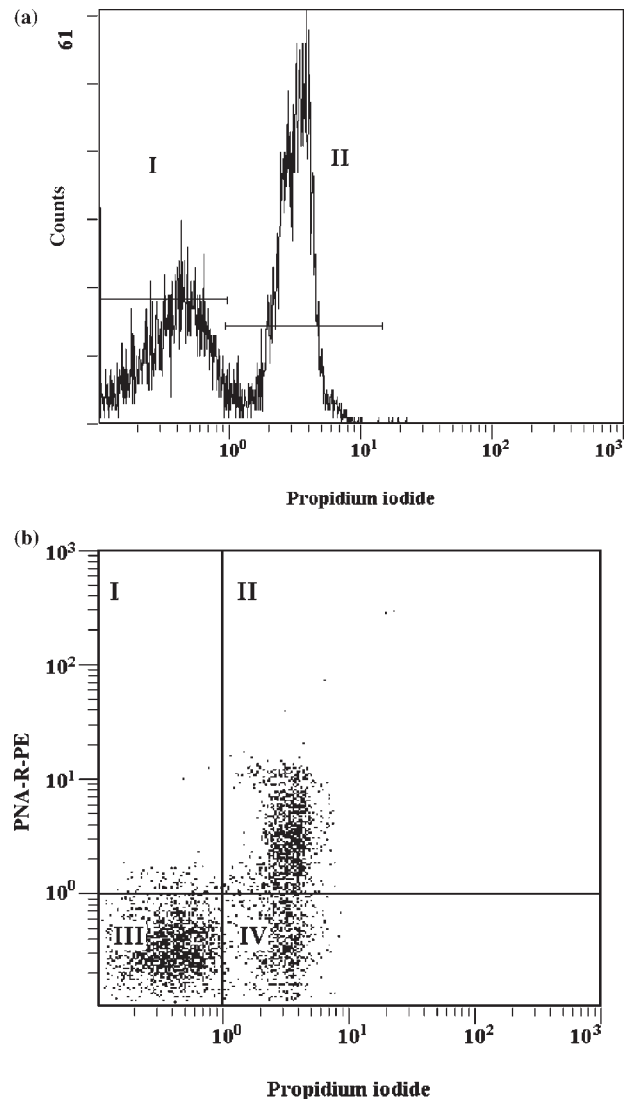 (a)
61
I
II
Counts
10⁰
10¹
10²
10³
Propidium iodide
(b)
10³
I
II
10²
PNA-R-PE
10¹
10⁰
III
IV
10⁰
10¹
10²
10³
Propidium iodide